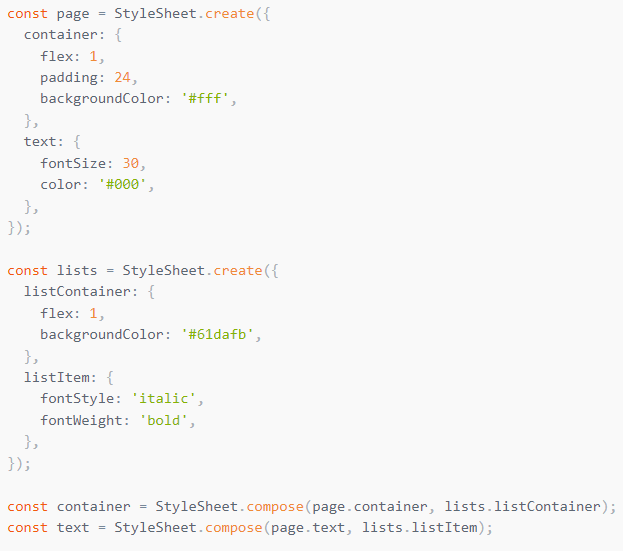 const page = StyleSheet.create({
  container: {
    flex: 1,
    padding: 24,
    backgroundColor: '#fff',
  },
  text: {
    fontSize: 30,
    color: '#000',
  },
});

const lists = StyleSheet.create({
  listContainer: {
    flex: 1,
    backgroundColor: '#61dafb',
  },
  listItem: {
    fontStyle: 'italic',
    fontWeight: 'bold',
  },
});

const container = StyleSheet.compose(page.container, lists.listContainer);
const text = StyleSheet.compose(page.text, lists.listItem);